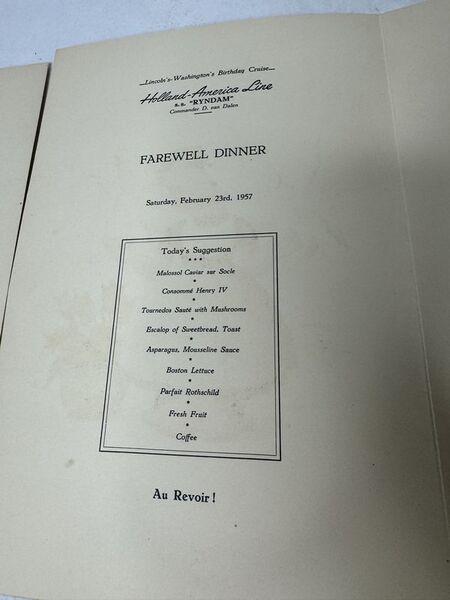 Lincoln's-Washington's Birthday Cruise
Holland-America Line
s.s. "RYNDAM"
Commander D. van Dalen
FAREWELL DINNER
Saturday, February 23rd, 1957
Today's Suggestion
* * *
Malossol Caviar sur Socle
*
Consommé Henry IV
*
Tournedos Sauté with Mushrooms
*
Escalop of Sweetbread, Toast
*
Asparagus, Mousseline Sauce
*
Boston Lettuce
*
Parfait Rothschild
*
Fresh Fruit
*
Coffee
Au Revoir!